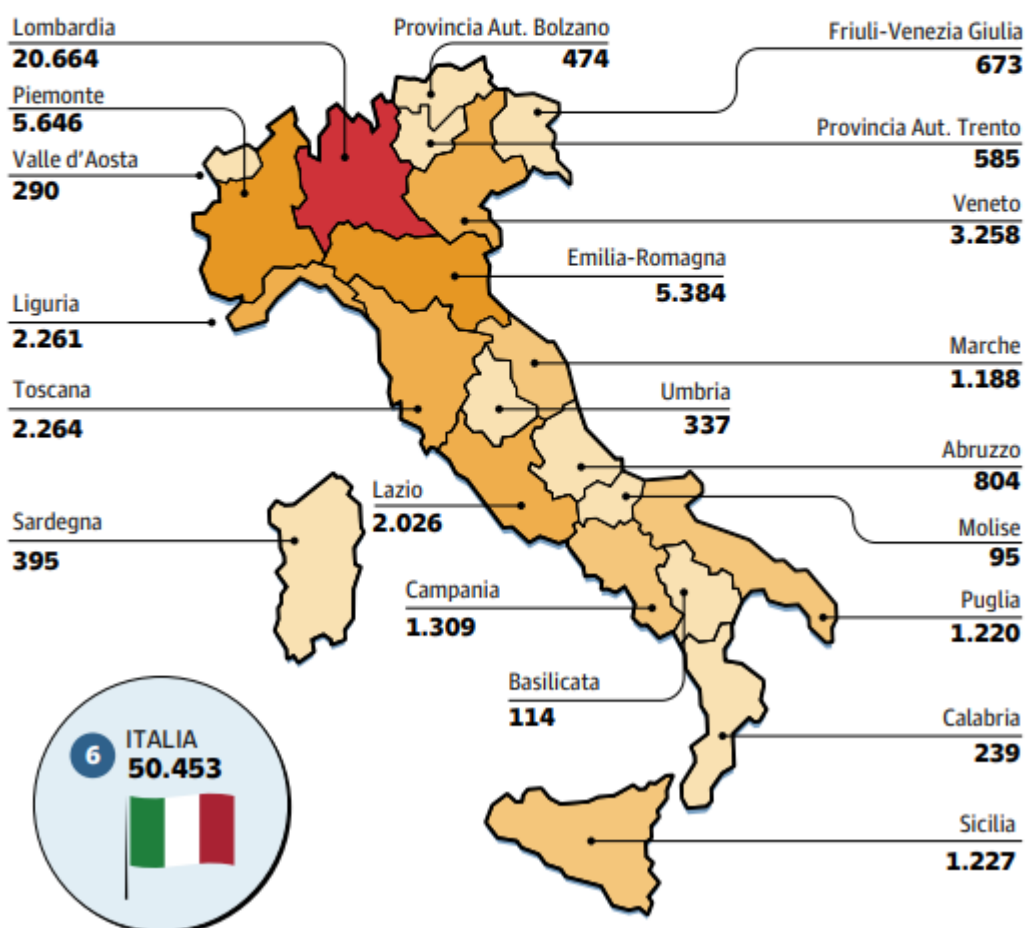 Lombardia
20.664
Provincia Aut. Bolzano
474
Friuli-Venezia Giulia
673
Piemonte
5.646
Provincia Aut. Trento
585
Valle d’Aosta
290
Veneto
3.258
Emilia-Romagna
5.384
Liguria
2.261
Marche
1.188
Toscana
2.264
Umbria
337
Abruzzo
804
Lazio
2.026
Sardegna
395
Molise
95
Campania
1.309
Puglia
1.220
Basilicata
114
Calabria
239
6
ITALIA
50.453
Sicilia
1.227